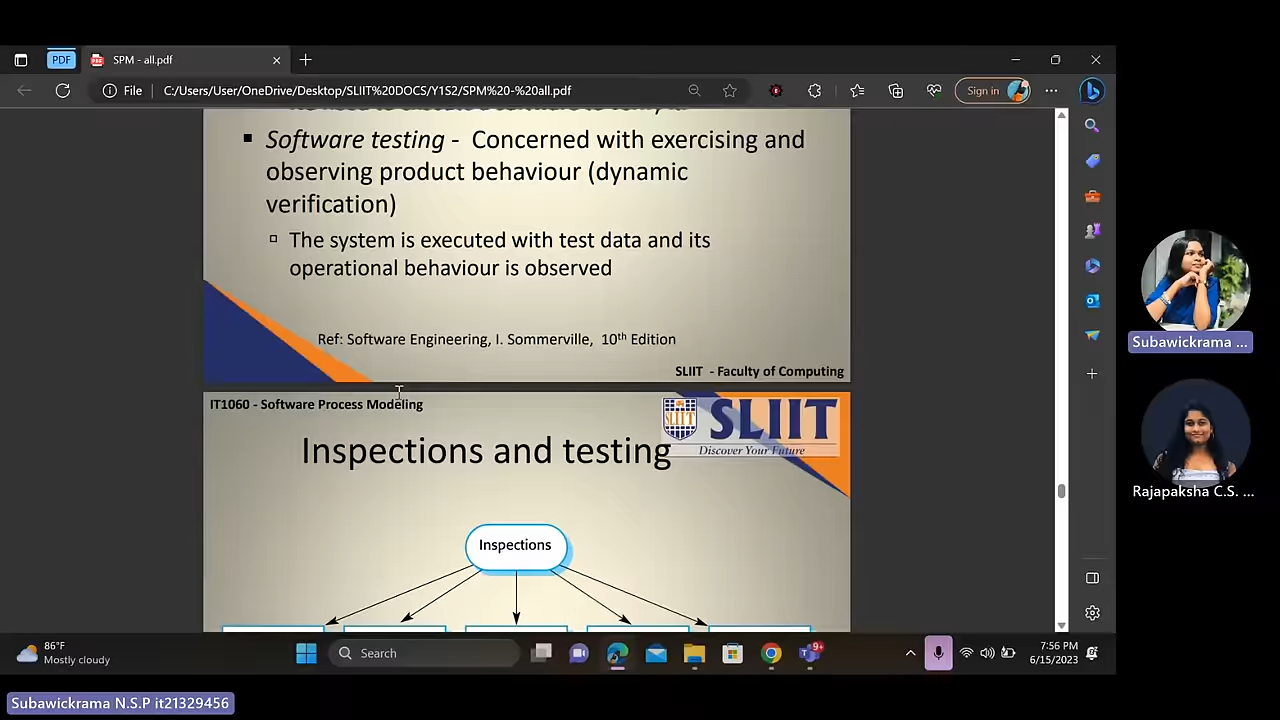 PDF
SPM - all.pdf
File
C:/Users/User/OneDrive/Desktop/SLIIT%20DOCS/Y1S2/SPM%20-%20all.pdf
Sign in
Software testing - Concerned with exercising and
observing product behaviour (dynamic
verification)
The system is executed with test data and its
operational behaviour is observed
Ref: Software Engineering, I. Sommerville, 10th Edition
SLIIT - Faculty of Computing
IT1060 - Software Process Modeling
SLIIT
SLIIT
Discover Your Future
Inspections and testing
Inspections
Subawickrama ...
Rajapaksha C.S. ...
86°F
Mostly cloudy
Search
9+
7:56 PM
6/15/2023
Subawickrama N.S.P it21329456